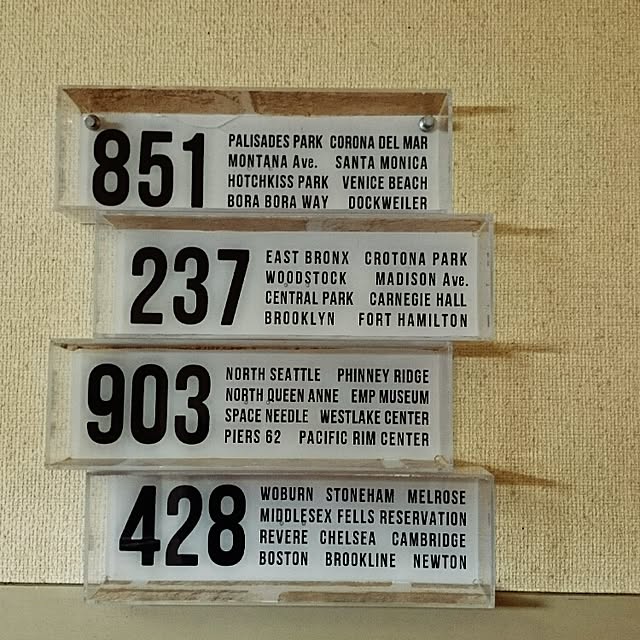 851
PALISADES PARK CORONA DEL MAR
MONTANA Ave. SANTA MONICA
HOTCHKISS PARK VENICE BEACH
BORA BORA WAY DOCKWEILER
237
EAST BRONX CROTONA PARK
WOODSTOCK MADISON Ave.
CENTRAL PARK CARNEGIE HALL
BROOKLYN FORT HAMILTON
903
NORTH SEATTLE PHINNEY RIDGE
NORTH QUEEN ANNE EMP MUSEUM
SPACE NEEDLE WESTLAKE CENTER
PIERS 62 PACIFIC RIM CENTER
428
WOBURN STONEHAM MELROSE
MIDDLESEX FELLS RESERVATION
REVERE CHELSEA CAMBRIDGE
BOSTON BROOKLINE NEWTON